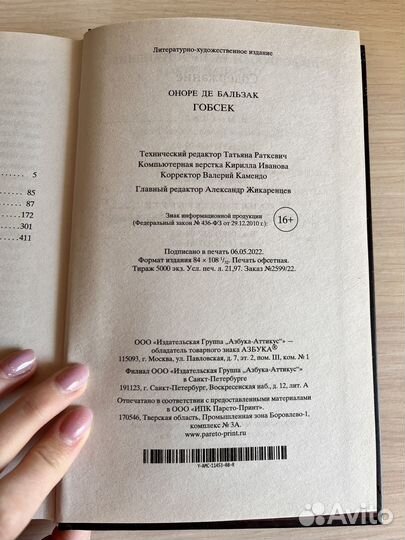 Литературно-художественное издание
ОНОРЕ ДЕ БАЛЬЗАК
ГОБСЕК
Технический редактор Татьяна Раткевич
Компьютерная верстка Кирилла Иванова
Корректор Валерий Камендо
Главный редактор Александр Жикаренцев
Знак информационной продукции
(Федеральный закон № 436-ФЗ от 29.12.2010 г.):
16+
Подписано в печать 06.05.2022.
Формат издания 84 × 108 1/32. Печать офсетная.
Тираж 5000 экз. Усл. печ. л. 21,97. Заказ №2599/22.
ООО «Издательская Группа „Азбука-Аттикус“» —
обладатель товарного знака АЗБУКА®
115093, г. Москва, ул. Павловская, д. 7, эт. 2, пом. III, ком. № 1
Филиал ООО «Издательская Группа „Азбука-Аттикус“»
в Санкт-Петербурге
191123, г. Санкт-Петербург, Воскресенская наб., д. 12, лит. А
Отпечатано в соответствии с предоставленными материалами
в ООО «ИПК Парето-Принт».
170546, Тверская область, Промышленная зона Боровлево-1,
комплекс № 3А.
www.pareto-print.ru
Y-AMC-11453-08-R
5
85
87
172
301
411
Avito